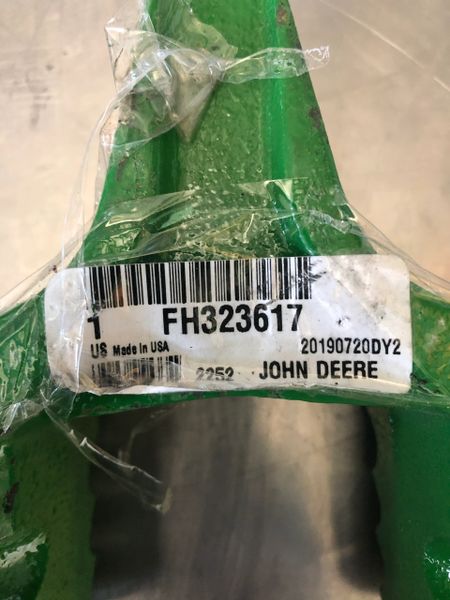 1 FH323617
US Made in USA 20190720DY2
2252 JOHN DEERE